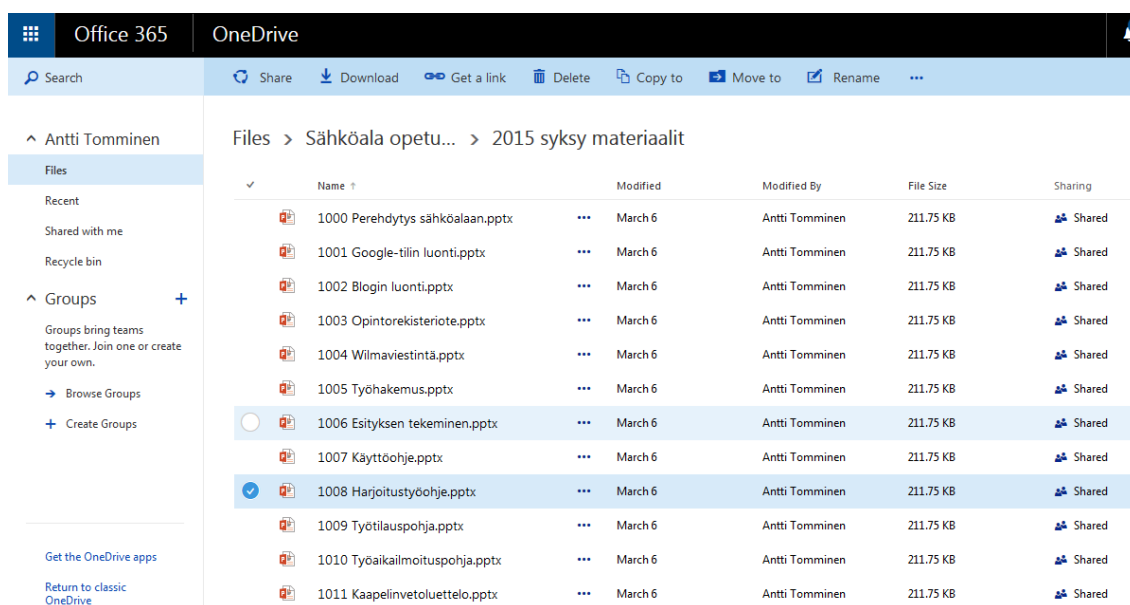 Office 365 OneDrive
Search Share Download Get a link Delete Copy to Move to Rename ...
Antti Tomminen
Files
Recent
Shared with me
Recycle bin
Groups +
Groups bring teams
together. Join one or create
your own.
Browse Groups
+ Create Groups
Get the OneDrive apps
Return to classic
OneDrive
Files > Sähköala opetu... > 2015 syksy materiaalit
Name Modified Modified By File Size Sharing
1000 Perehdytys sähköalaan.pptx ... March 6 Antti Tomminen 211.75 KB Shared
1001 Google-tilin luonti.pptx ... March 6 Antti Tomminen 211.75 KB Shared
1002 Blogin luonti.pptx ... March 6 Antti Tomminen 211.75 KB Shared
1003 Opintorekisteriote.pptx ... March 6 Antti Tomminen 211.75 KB Shared
1004 Wilmaviestintä.pptx ... March 6 Antti Tomminen 211.75 KB Shared
1005 Työhakemus.pptx ... March 6 Antti Tomminen 211.75 KB Shared
1006 Esityksen tekeminen.pptx ... March 6 Antti Tomminen 211.75 KB Shared
1007 Käyttöohje.pptx ... March 6 Antti Tomminen 211.75 KB Shared
1008 Harjoitustyöohje.pptx ... March 6 Antti Tomminen 211.75 KB Shared
1009 Työtilauspohja.pptx ... March 6 Antti Tomminen 211.75 KB Shared
1010 Työaikailmoituspohja.pptx ... March 6 Antti Tomminen 211.75 KB Shared
1011 Kaapelinvetoluettelo.pptx ... March 6 Antti Tomminen 211.75 KB Shared